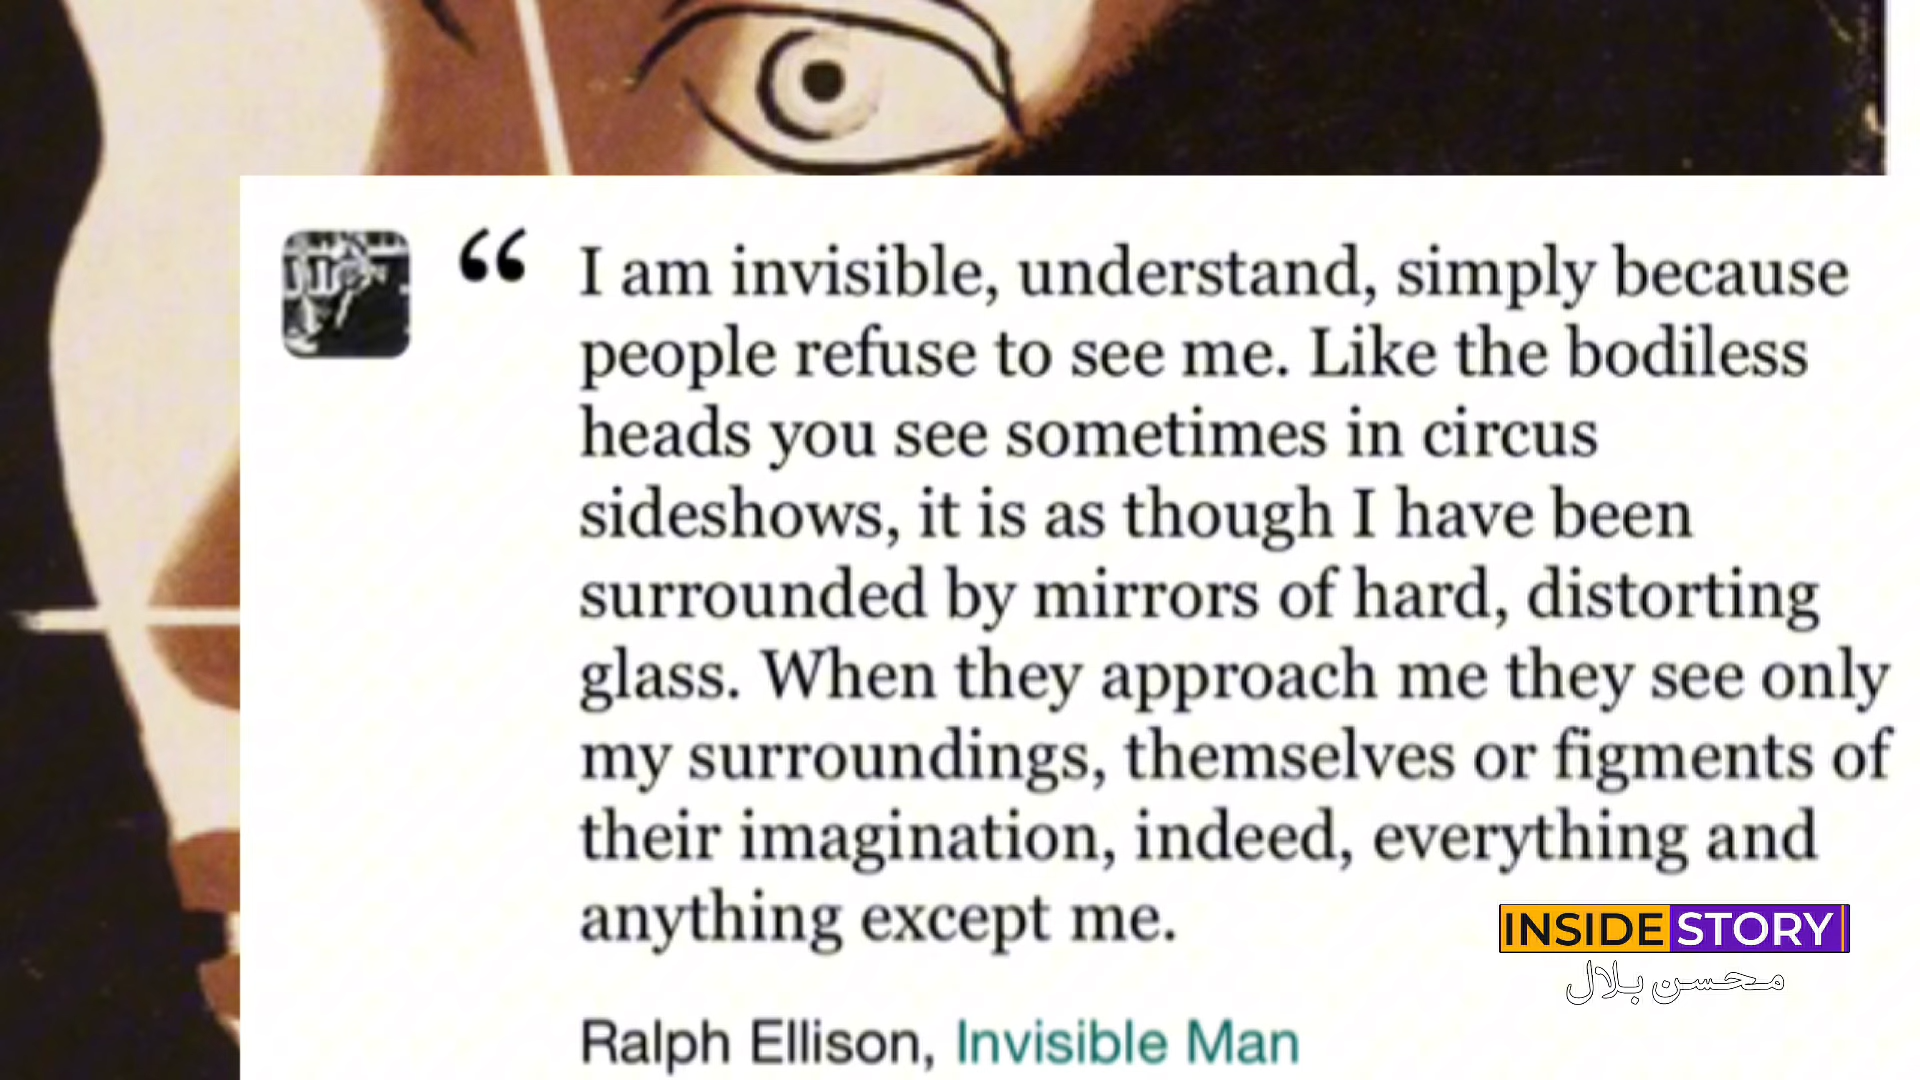 “ I am invisible, understand, simply because
people refuse to see me. Like the bodiless
heads you see sometimes in circus
sideshows, it is as though I have been
surrounded by mirrors of hard, distorting
glass. When they approach me they see only
my surroundings, themselves or figments of
their imagination, indeed, everything and
anything except me.
INSIDE STORY
محسن بلال
Ralph Ellison, Invisible Man